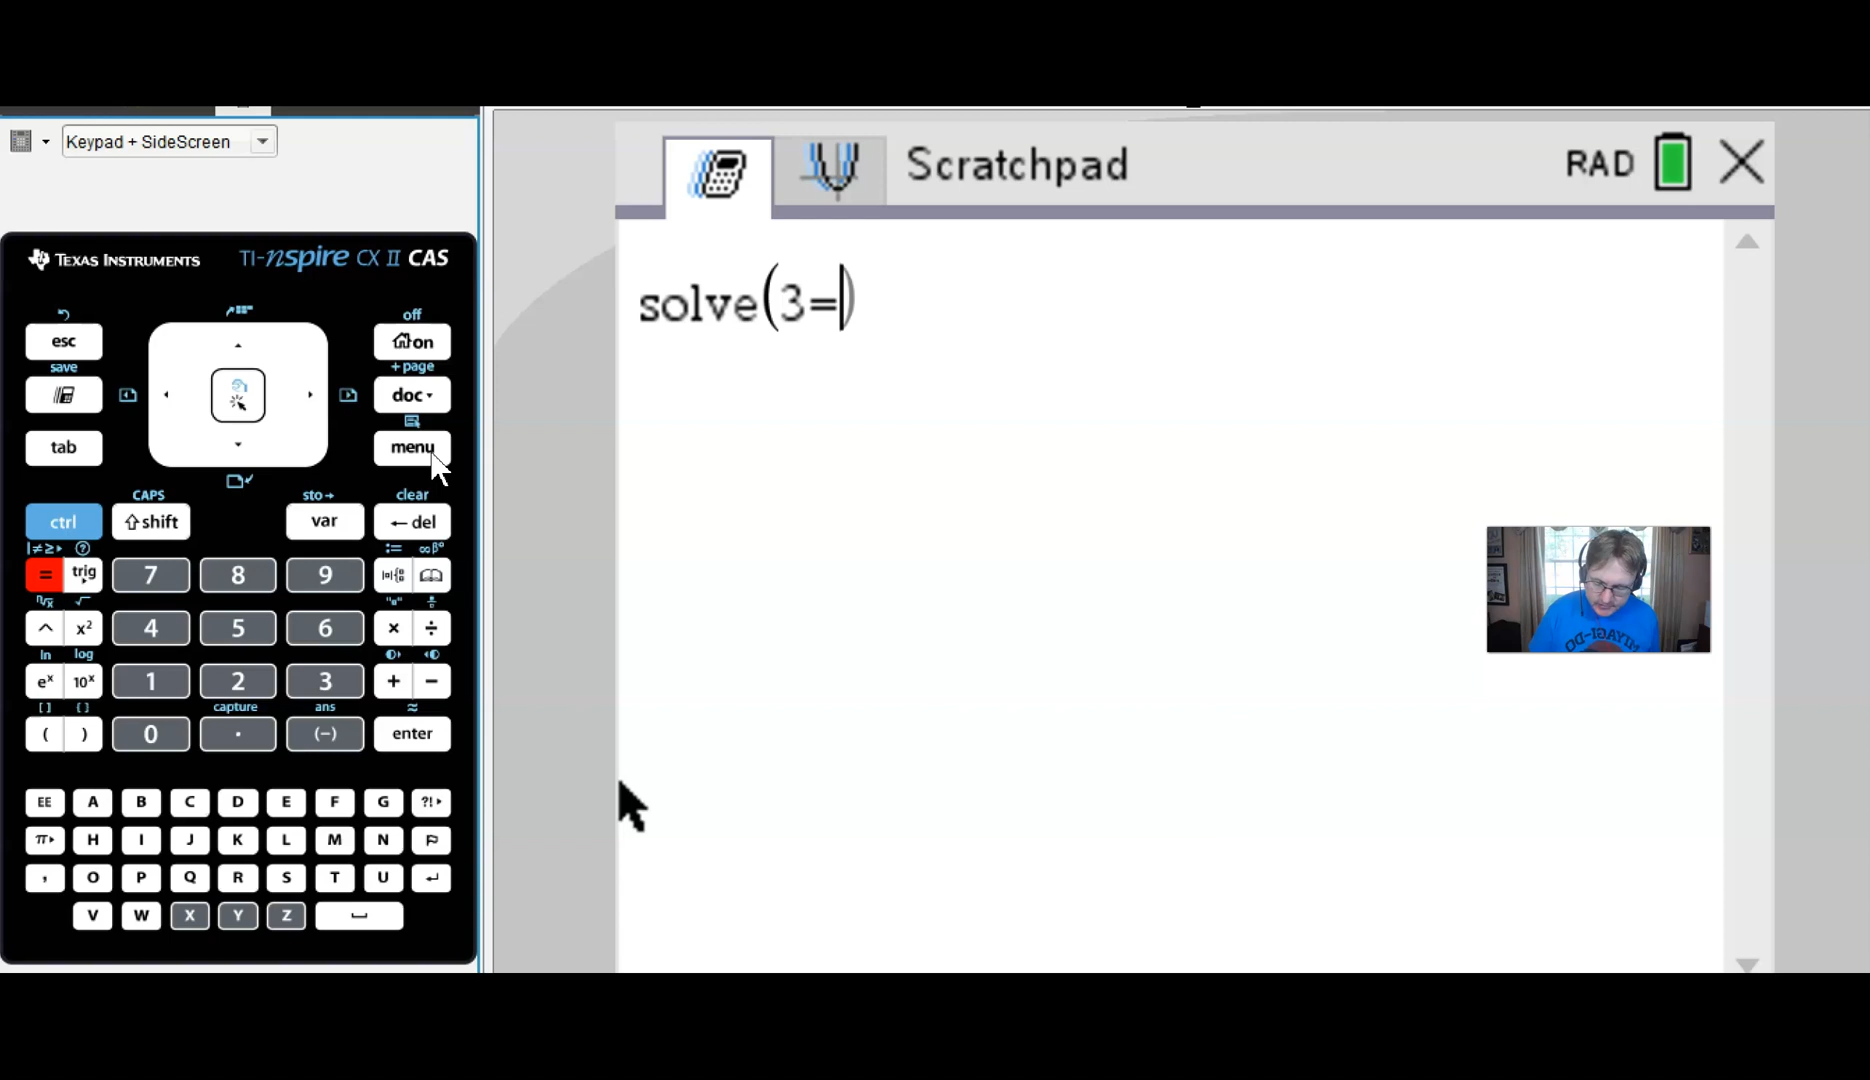 Keypad + SideScreen
Scratchpad
RAD
solve(3=)
TEXAS INSTRUMENTS
TI-nspire CX II CAS
off
esc
on
save
+ page
doc
tab
menu
CAPS
sto→
clear
ctrl
shift
var
← del
|≠≥▸
?
:=
∞β°
=
trig
7
8
9
|□|{
ⁿ√x
√
"□"
^
x²
4
5
6
×
÷
ln
log
eˣ
10ˣ
1
2
3
+
−
[ ]
{ }
capture
ans
≈
(
)
0
.
(−)
enter
EE
A
B
C
D
E
F
G
?!▸
π▸
H
I
J
K
L
M
N
,
O
P
Q
R
S
T
U
V
W
X
Y
Z
MIYAGI-DO